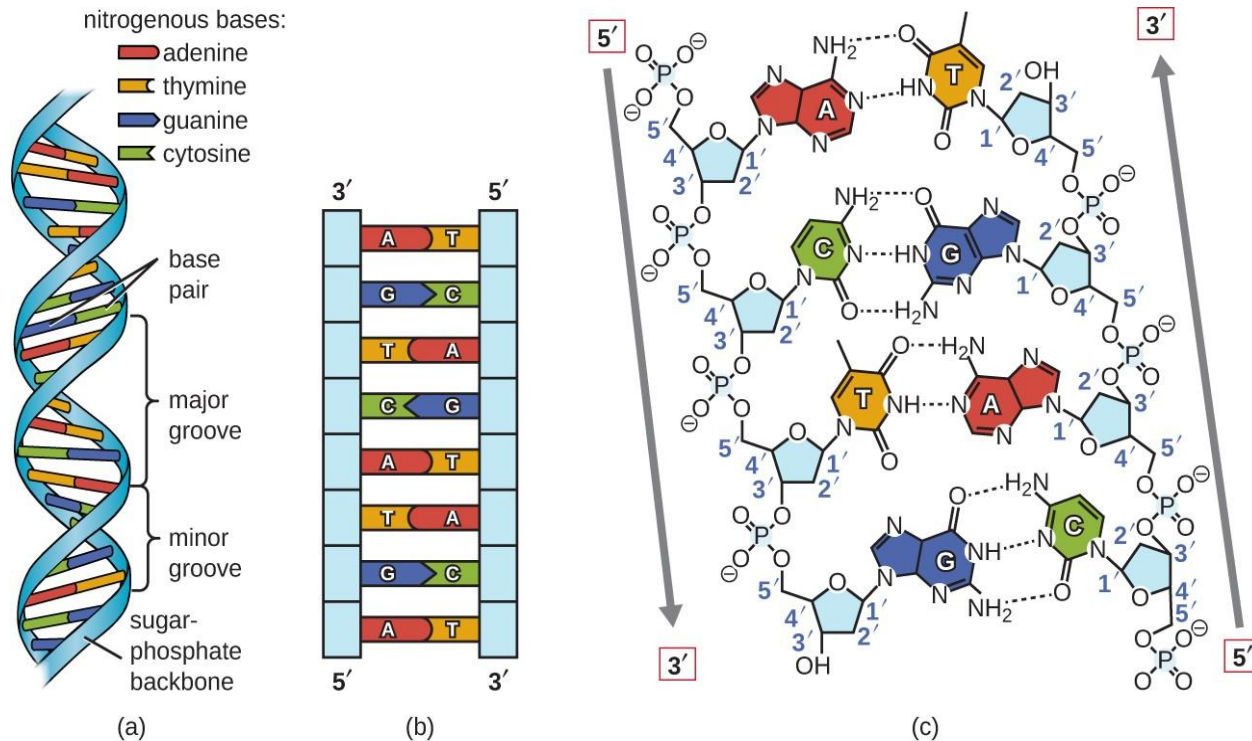 nitrogenous bases:
adenine
thymine
guanine
cytosine
base
pair
major
groove
minor
groove
sugar-
phosphate
backbone
(a)
3′ 5′
A T
G C
T A
C G
A T
T A
G C
A T
5′ 3′
(b)
5′ 3′
O NH2 O T OH
⊖ O P O N N HN 2′ 3′
⊖ O O A N N O 1′ O 4′ 5′
5′ O N N O
4′ 1′ O P O ⊖
3′ 2′ O
O NH2 O N 2′ O
O P O C N HN G N 3′
⊖ O O N O H2N N N 1′ O 4′ 5′
5′ O 1′ O
4′ 2′ O P O ⊖
3′ O
O O H2N N 2′ O
O P O T NH N A N 3′
⊖ O O N O N 1′ O 4′ 5′
5′ O 1′ O
4′ 2′ O P O ⊖
3′ O
O O H2N C 2′ O
O P O N NH N N 3′
⊖ O N G O 1′ O 4′
5′ O N NH2 5′
4′ 1′ O
3′ 2′ O P O ⊖
OH O ⊖
3′ 5′
(c)